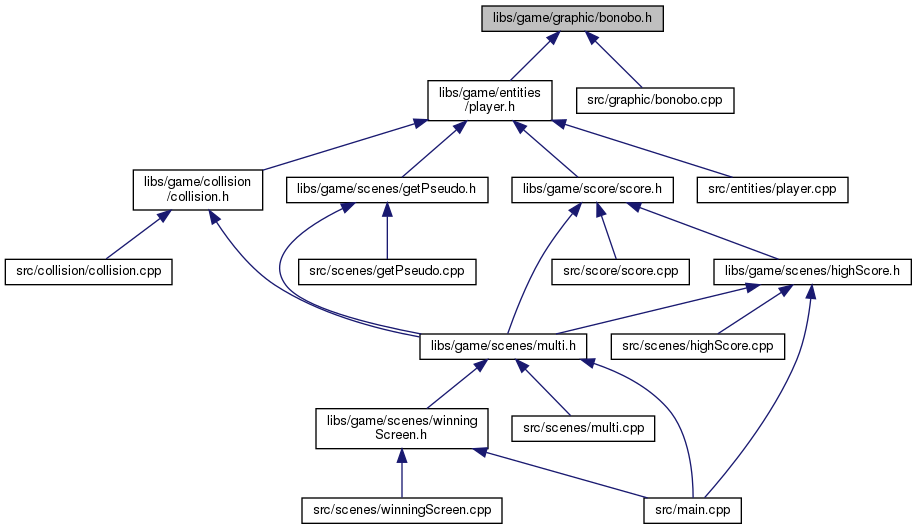 libs/game/graphic/bonobo.h
libs/game/entities
/player.h
src/graphic/bonobo.cpp
libs/game/collision
/collision.h
libs/game/scenes/getPseudo.h
libs/game/score/score.h
src/entities/player.cpp
src/collision/collision.cpp
src/scenes/getPseudo.cpp
src/score/score.cpp
libs/game/scenes/highScore.h
libs/game/scenes/multi.h
src/scenes/highScore.cpp
libs/game/scenes/winning
Screen.h
src/scenes/multi.cpp
src/scenes/winningScreen.cpp
src/main.cpp